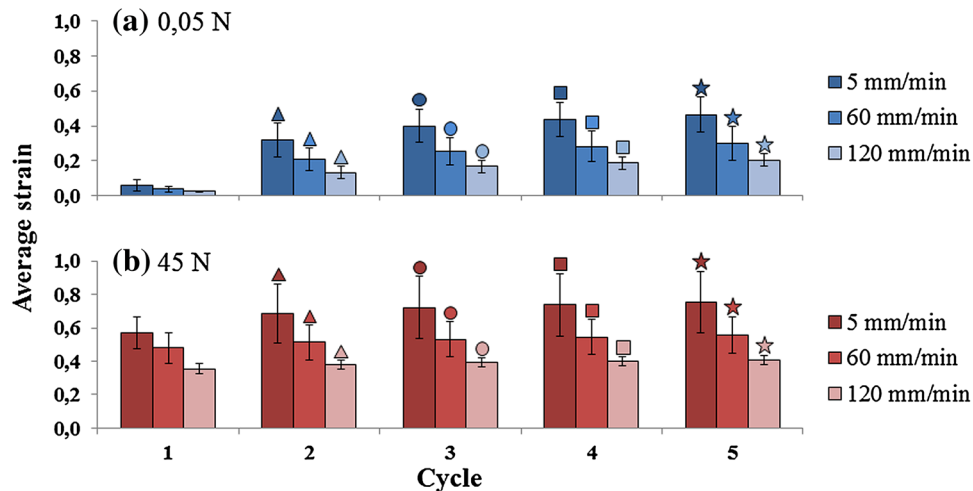 Average strain
(a) 0,05 N
1,0
0,8
0,6
0,4
0,2
0,0
5 mm/min
60 mm/min
120 mm/min
(b) 45 N
1,0
0,8
0,6
0,4
0,2
0,0
5 mm/min
60 mm/min
120 mm/min
1 2 3 4 5
Cycle